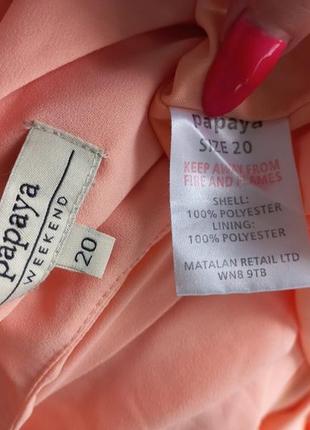 papaya
WEEKEND
20
papaya
SIZE 20
KEEP AWAY FROM
FIRE AND FLAMES
SHELL:
100% POLYESTER
LINING:
100% POLYESTER
MATALAN RETAIL LTD
WN8 9TB